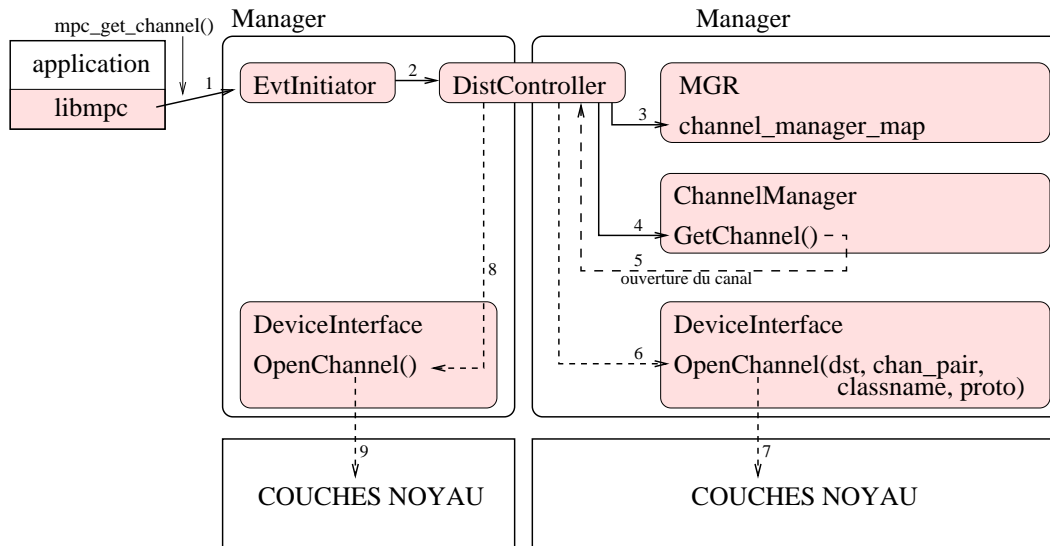 mpc_get_channel()
Manager
Manager
application
libmpc
1
EvtInitiator
2
DistController
MGR
channel_manager_map
3
ChannelManager
GetChannel()
4
5
ouverture du canal
8
DeviceInterface
OpenChannel()
DeviceInterface
OpenChannel(dst, chan_pair,
classname, proto)
6
9
7
COUCHES NOYAU
COUCHES NOYAU